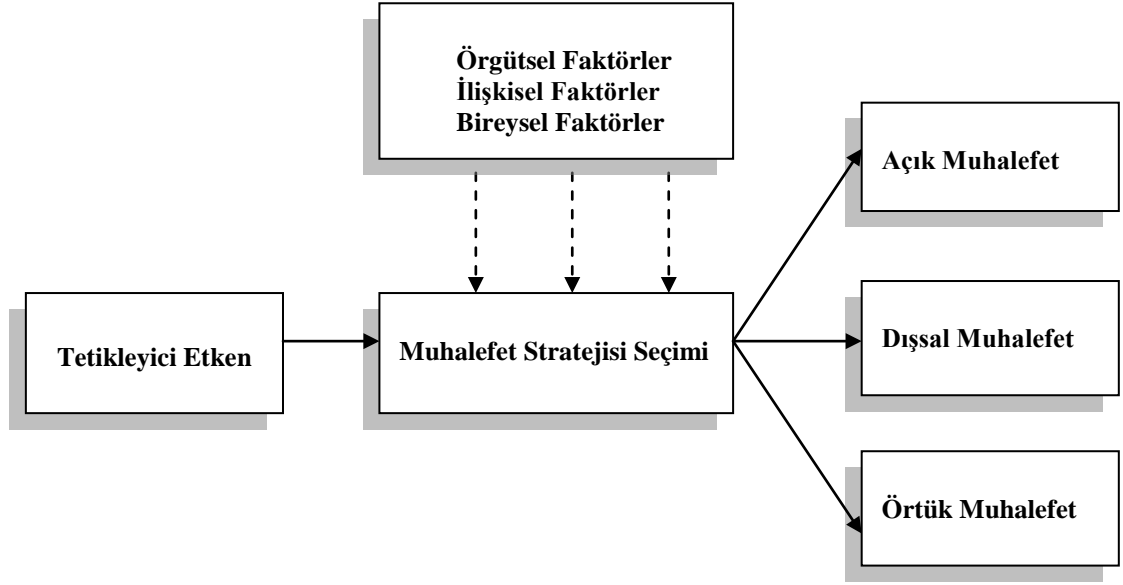 Örgütsel Faktörler
İlişkisel Faktörler
Bireysel Faktörler
Açık Muhalefet
Tetikleyici Etken
Muhalefet Stratejisi Seçimi
Dışsal Muhalefet
Örtük Muhalefet